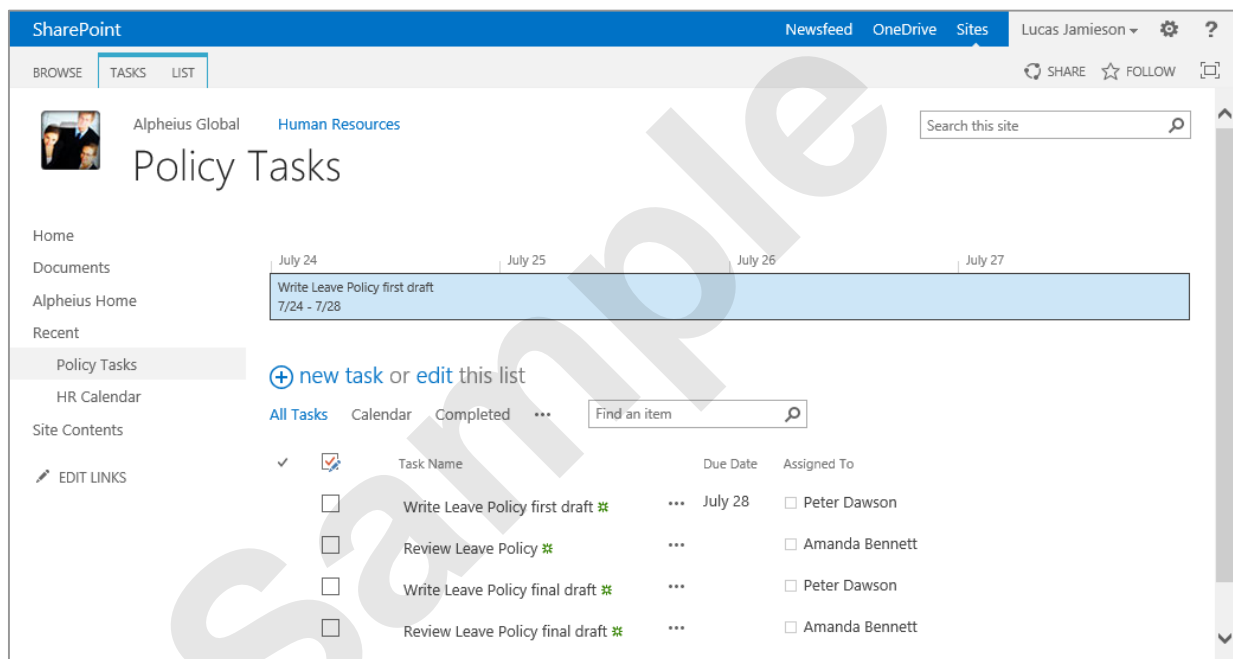 SharePoint Newsfeed OneDrive Sites Lucas Jamieson ?
BROWSE TASKS LIST SHARE FOLLOW
Alpheius Global Human Resources Search this site
Policy Tasks
Home
Documents
Alpheius Home
Recent
Policy Tasks
HR Calendar
Site Contents
EDIT LINKS
July 24 July 25 July 26 July 27
Write Leave Policy first draft
7/24 - 7/28
new task or edit this list
All Tasks Calendar Completed ••• Find an item
Task Name Due Date Assigned To
Write Leave Policy first draft ••• July 28 Peter Dawson
Review Leave Policy ••• Amanda Bennett
Write Leave Policy final draft ••• Peter Dawson
Review Leave Policy final draft ••• Amanda Bennett
Sample